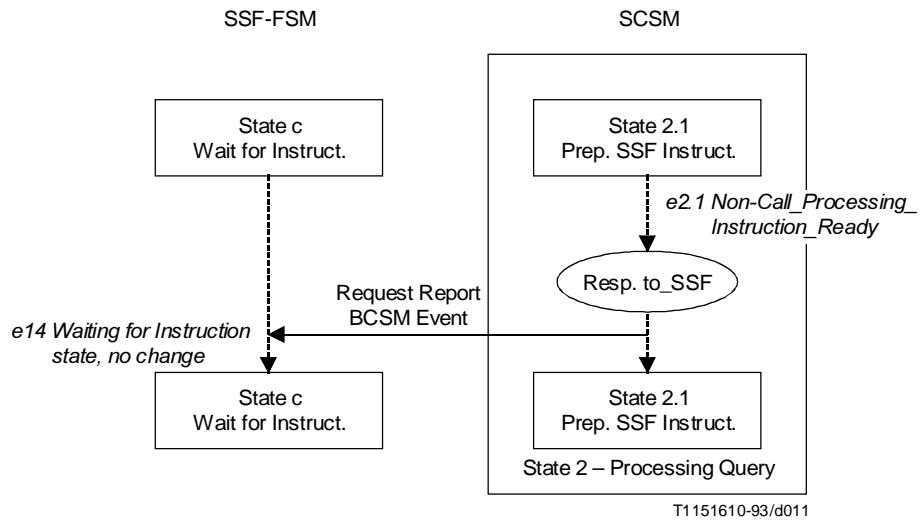 SSF-FSM
SCSM
State c
Wait for Instruct.
State 2.1
Prep. SSF Instruct.
e2.1 Non-Call_Processing_
Instruction_Ready
Resp. to_SSF
Request Report
BCSM Event
e14 Waiting for Instruction
state, no change
State c
Wait for Instruct.
State 2.1
Prep. SSF Instruct.
State 2 – Processing Query
T1151610-93/d011